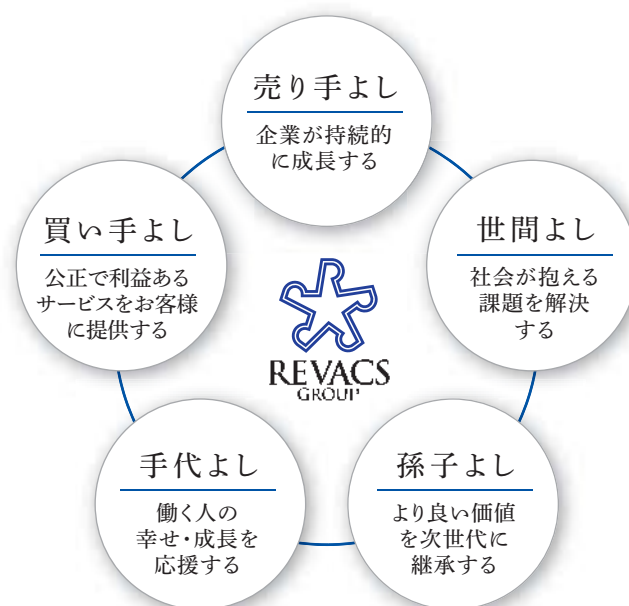 売り手よし
企業が持続的
に成長する
買い手よし
公正で利益ある
サービスをお客様
に提供する
世間よし
社会が抱える
課題を解決
する
REVACS
GROUP
手代よし
働く人の
幸せ・成長を
応援する
孫子よし
より良い価値
を次世代に
継承する